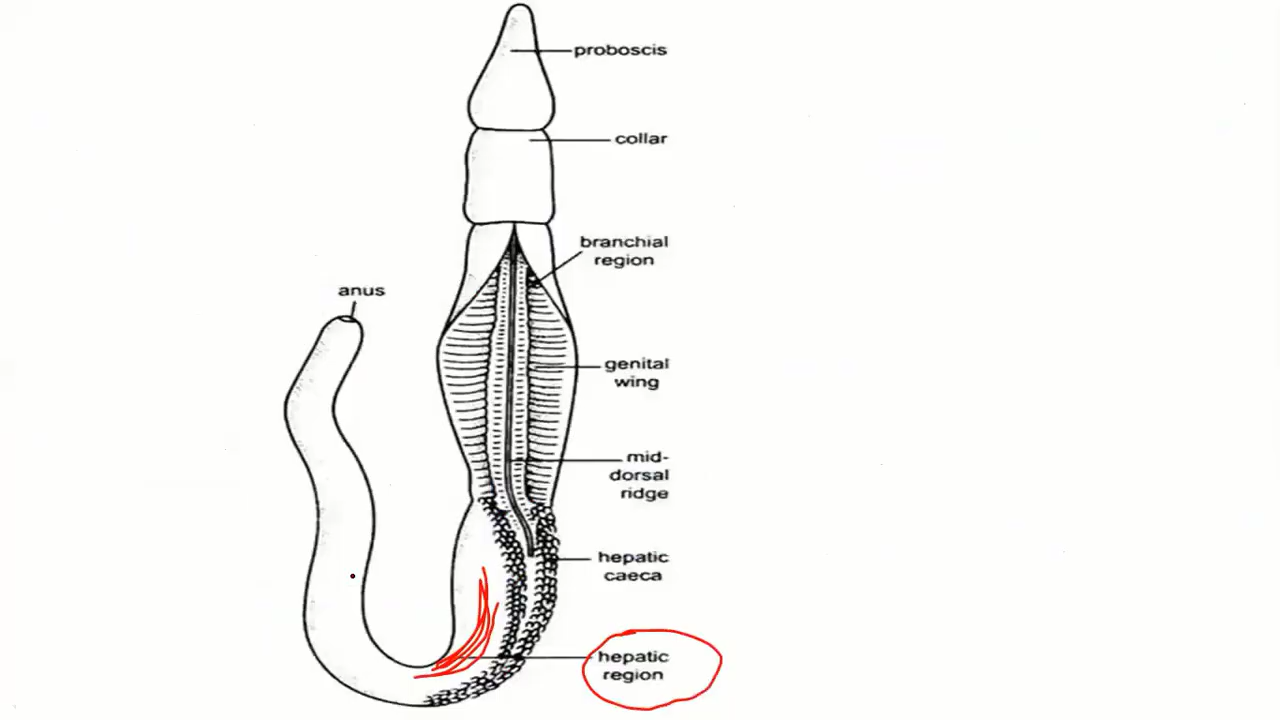 proboscis
collar
branchial
region
anus
genital
wing
mid-
dorsal
ridge
hepatic
caeca
hepatic
region